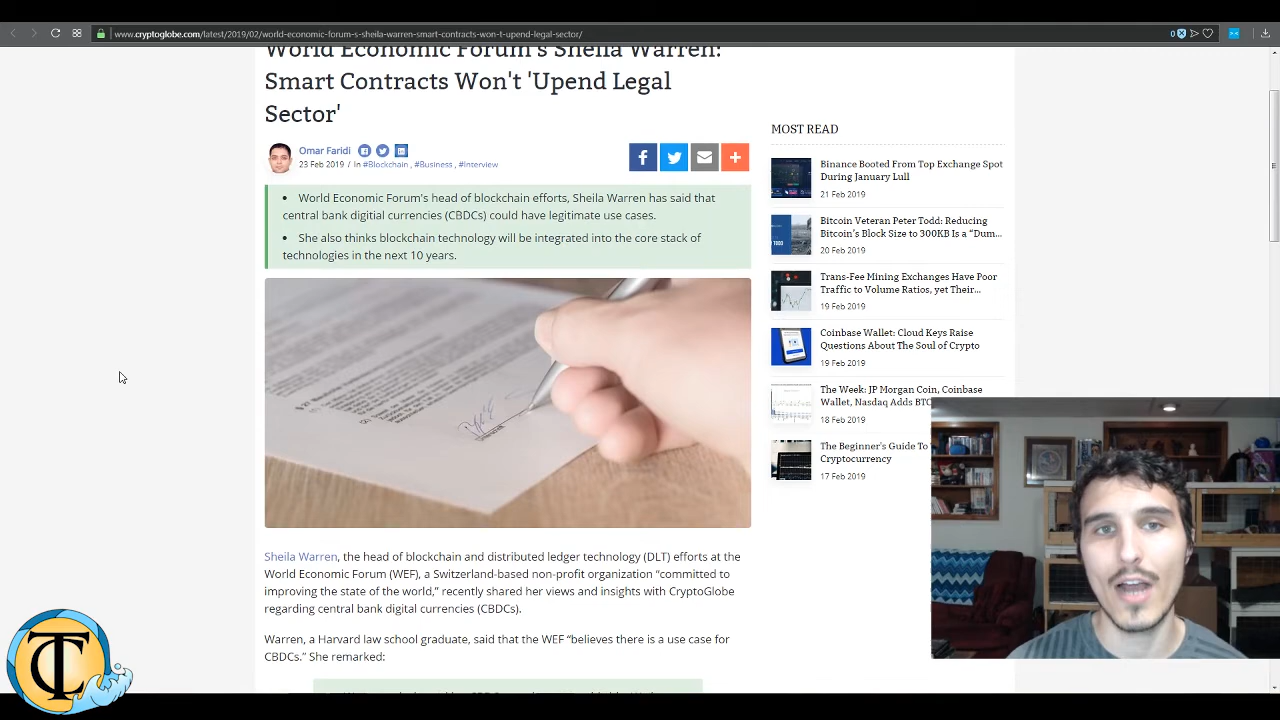 www.cryptoglobe.com/latest/2019/02/world-economic-forum-s-sheila-warren-smart-contracts-won-t-upend-legal-sector/
0
World Economic Forum's Sheila Warren:
Smart Contracts Won't 'Upend Legal
Sector'
Omar Faridi
23 Feb 2019 / In #Blockchain , #Business , #Interview
• World Economic Forum's head of blockchain efforts, Sheila Warren has said that
central bank digitial currencies (CBDCs) could have legitimate use cases.
• She also thinks blockchain technology will be integrated into the core stack of
technologies in the next 10 years.
Sheila Warren, the head of blockchain and distributed ledger technology (DLT) efforts at the
World Economic Forum (WEF), a Switzerland-based non-profit organization “committed to
improving the state of the world,” recently shared her views and insights with CryptoGlobe
regarding central bank digital currencies (CBDCs).
Warren, a Harvard law school graduate, said that the WEF “believes there is a use case for
CBDCs.” She remarked:
MOST READ
Binance Booted From Top Exchange Spot
During January Lull
21 Feb 2019
Bitcoin Veteran Peter Todd: Reducing
Bitcoin's Block Size to 300KB Is a “Dum...
20 Feb 2019
Trans-Fee Mining Exchanges Have Poor
Traffic to Volume Ratios, yet Their...
19 Feb 2019
Coinbase Wallet: Cloud Keys Raise
Questions About The Soul of Crypto
19 Feb 2019
The Week: JP Morgan Coin, Coinbase
Wallet, Nasdaq Adds BTC
18 Feb 2019
The Beginner's Guide To
Cryptocurrency
17 Feb 2019
TC